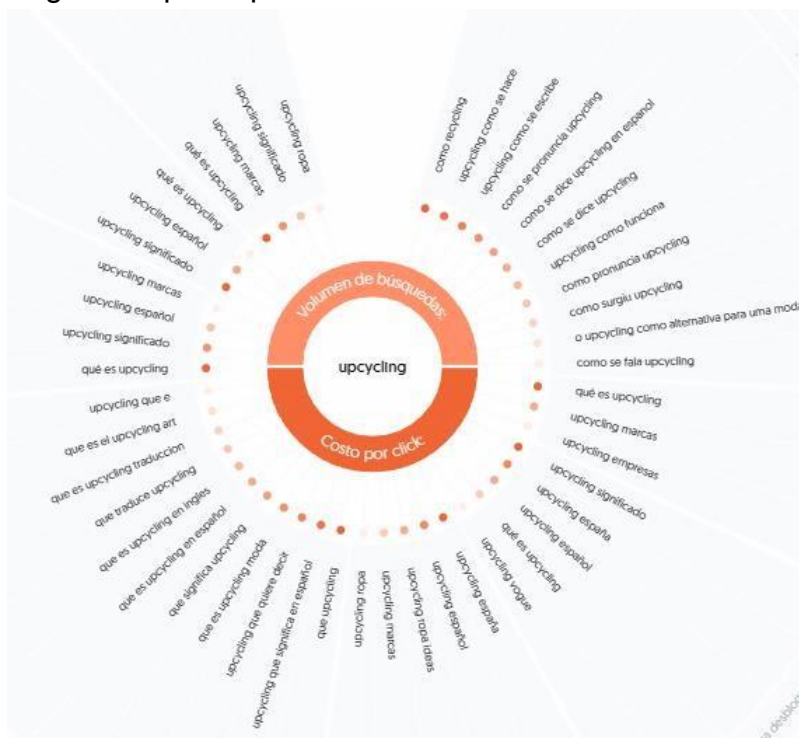 como recycling
upcycling como se hace
upcycling como se escribe
como se pronuncia upcycling
como se dice upcycling en español
como se dice upcycling
upcycling como funciona
como pronuncia upcycling
como surgiu upcycling
o upcycling como alternativa para uma moda
como se fala upcycling
qué es upcycling
upcycling marcas
upcycling empresas
upcycling significado
upcycling españa
upcycling español
qué es upcycling
upcycling vogue
upcycling españa
upcycling español
upcycling ropa ideas
upcycling marcas
upcycling ropa
que upcycling
upcycling que significa en español
upcycling que quiere decir
que es upcycling moda
que significa upcycling
que es upcycling en español
que es upcycling en ingles
que traduce upcycling
que es upcycling traduccion
que es el upcycling art
upcycling que e
qué es upcycling
upcycling significado
upcycling español
upcycling marcas
upcycling significado
upcycling español
qué es upcycling
qué es upcycling
upcycling marcas
upcycling significado
upcycling ropa
Volumen de búsquedas:
upcycling
Costo por click: